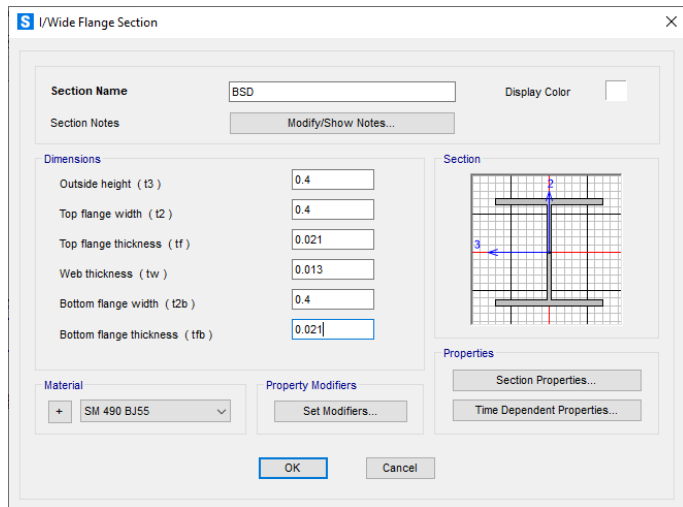 S I/Wide Flange Section
Section Name BSD Display Color
Section Notes Modify/Show Notes...
Dimensions
Outside height ( t3 ) 0.4
Top flange width ( t2 ) 0.4
Top flange thickness ( tf ) 0.021
Web thickness ( tw ) 0.013
Bottom flange width ( t2b ) 0.4
Bottom flange thickness ( tfb ) 0.021
Section
2
3
Properties
Section Properties...
Time Dependent Properties...
Material
+ SM 490 BJ55
Property Modifiers
Set Modifiers...
OK Cancel